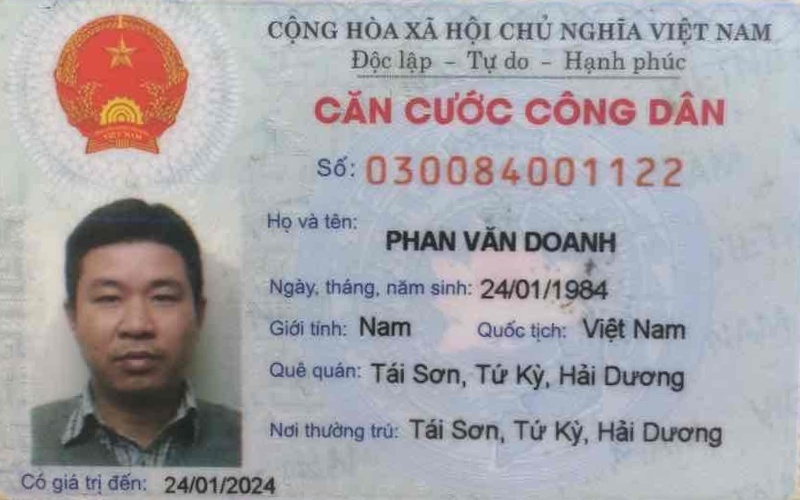 CỘNG HÒA XÃ HỘI CHỦ NGHĨA VIỆT NAM
Độc lập - Tự do - Hạnh phúc
CĂN CƯỚC CÔNG DÂN
Số: 030084001122
Họ và tên:
PHAN VĂN DOANH
Ngày, tháng, năm sinh: 24/01/1984
Giới tính: Nam Quốc tịch: Việt Nam
Quê quán: Tái Sơn, Tứ Kỳ, Hải Dương
Nơi thường trú: Tái Sơn, Tứ Kỳ, Hải Dương
Có giá trị đến: 24/01/2024
VIỆT NAM